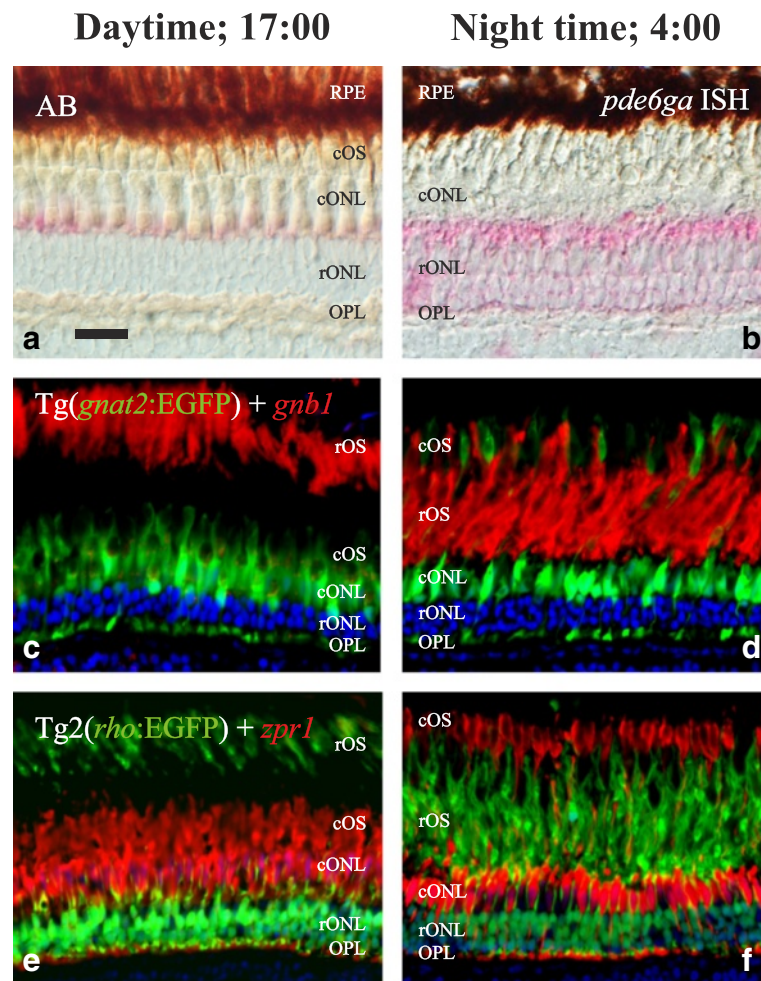 Daytime; 17:00
Night time; 4:00
AB
RPE
cOS
cONL
rONL
OPL
a
RPE
pde6ga ISH
cONL
rONL
OPL
b
Tg(gnat2:EGFP) + gnb1
rOS
cOS
cONL
rONL
OPL
c
cOS
rOS
cONL
rONL
OPL
d
Tg2(rho:EGFP) + zpr1
rOS
cOS
cONL
rONL
OPL
e
cOS
rOS
cONL
rONL
OPL
f